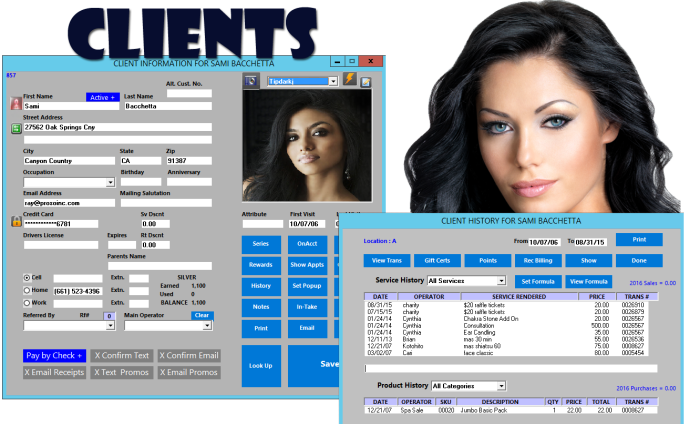 CLIENTS
CLIENT INFORMATION FOR SAMI BACCHETTA
#57
Alt. Cust. No.
First Name Active + Last Name
Sami Bacchetta
Street Address
27562 Oak Springs Cny
City State Zip
Canyon Country CA 91387
Occupation Birthday Anniversary
Email Address Mailing Salutation
ray@proxoinc.com
Credit Card Sv Dscnt
************6781 0.00
Drivers License Expires Rt Dscnt
0.00
Parents Name
Cell Extn. SILVER
Home (661) 523-4396 Extn. Earned 1,100
Used 0
Work Extn. BALANCE 1,100
Referred By Rf# 0 Main Operator Clear
Pay by Check + X Confirm Text X Confirm Email
X Email Receipts X Text Promos X Email Promos
Tipdarkj
Attribute First Visit
10/07/06
Series OnAcct
Rewards Show Appts
History Set Popup
Notes In-Take
Print Email
Look Up Save
CLIENT HISTORY FOR SAMI BACCHETTA
Location : A From 10/07/06 To 08/31/15 Print
View Trans Gift Certs Points Rec Billing Show Done
Service History All Services Set Formula View Formula 2016 Sales = 0.00
DATE OPERATOR SERVICE RENDERED PRICE TRANS #
08/31/15 charity $20 raffle tickets 20.00 0026910
07/15/15 charity $20 raffle tickets 20.00 0026879
01/24/14 Cynthia Chakra Stone Add On 20.00 0026567
01/24/14 Cynthia Consultation 500.00 0026567
01/24/14 Cynthia Ear Candling 35.00 0026567
12/11/13 Brian mas 30 min 55.00 0026536
12/21/07 Kotohito mas shiatsu 60 75.00 0008627
03/02/07 Cari face classic 80.00 0005454
Product History All Categories 2016 Purchases = 0.00
DATE OPERATOR SKU DESCRIPTION QTY PRICE TOTAL TRANS #
12/21/07 Spa Sale 00020 Jumbo Basic Pack 1 22.00 22.00 0008627